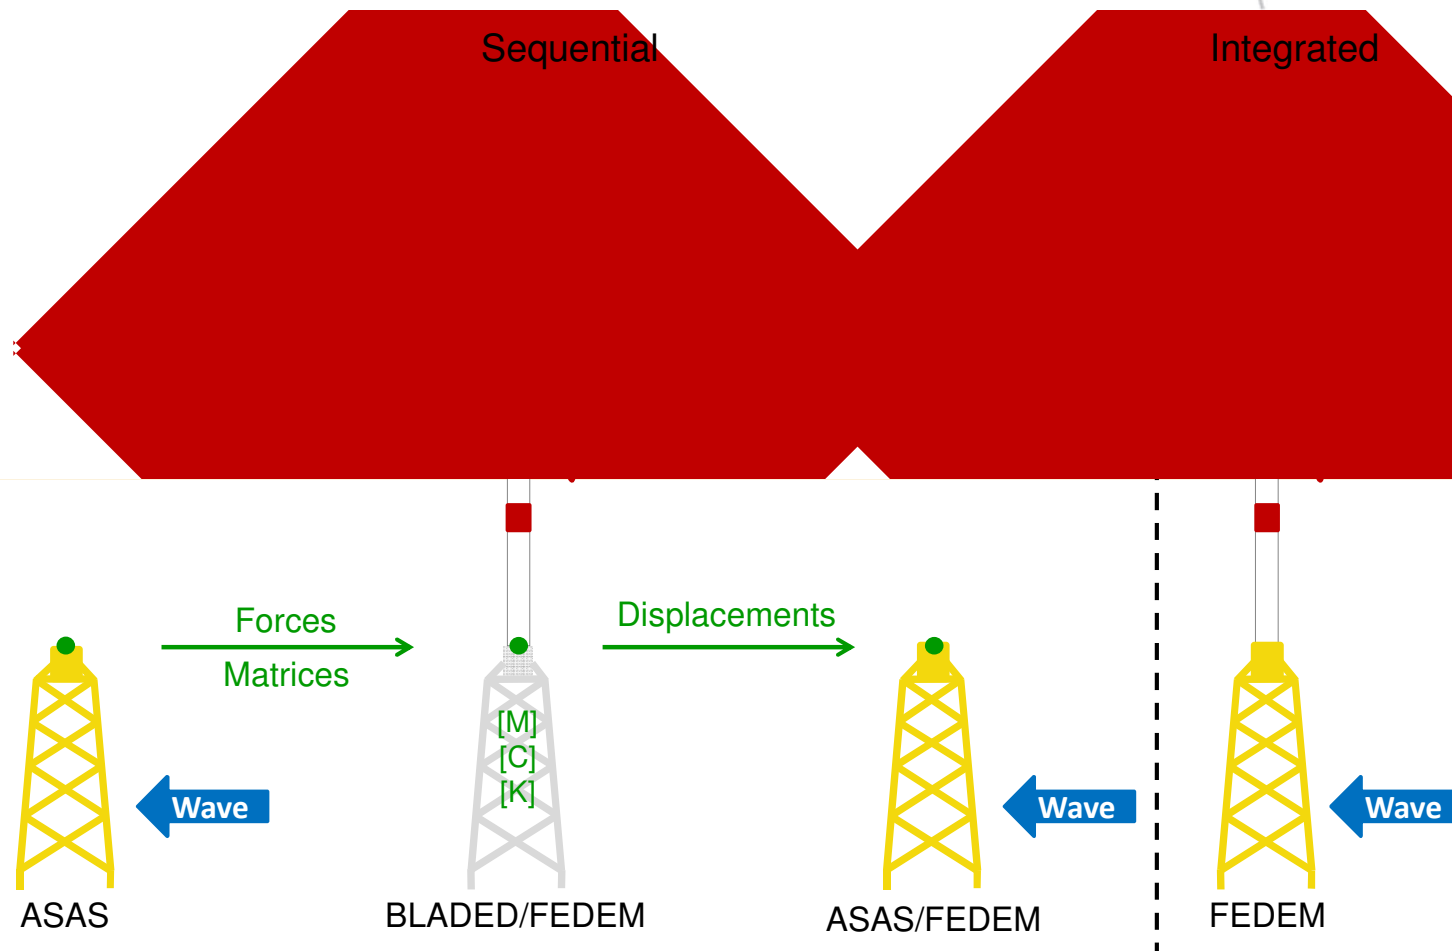 Sequential
Integrated
Forces
Matrices
Displacements
[M]
[C]
[K]
Wave
Wave
Wave
ASAS
BLADED/FEDEM
ASAS/FEDEM
FEDEM